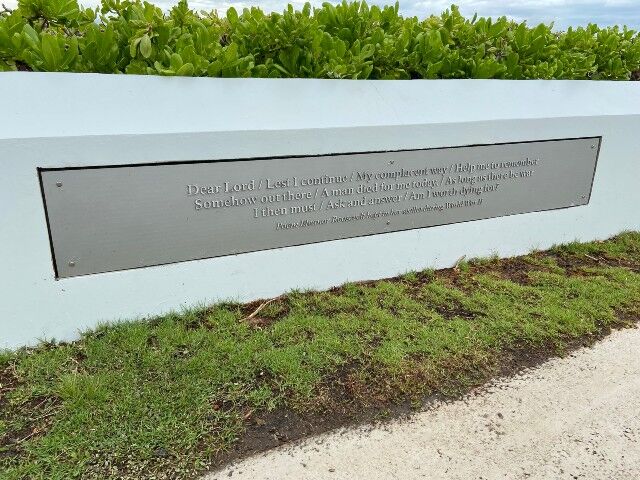 Dear Lord / Lest I continue / My complacent way / Help me to remember
Somehow out there / A man died for me today. / As long as there be war
I then must / Ask and answer / Am I worth dying for?
Poem Eleanor Roosevelt kept in her wallet during World War II